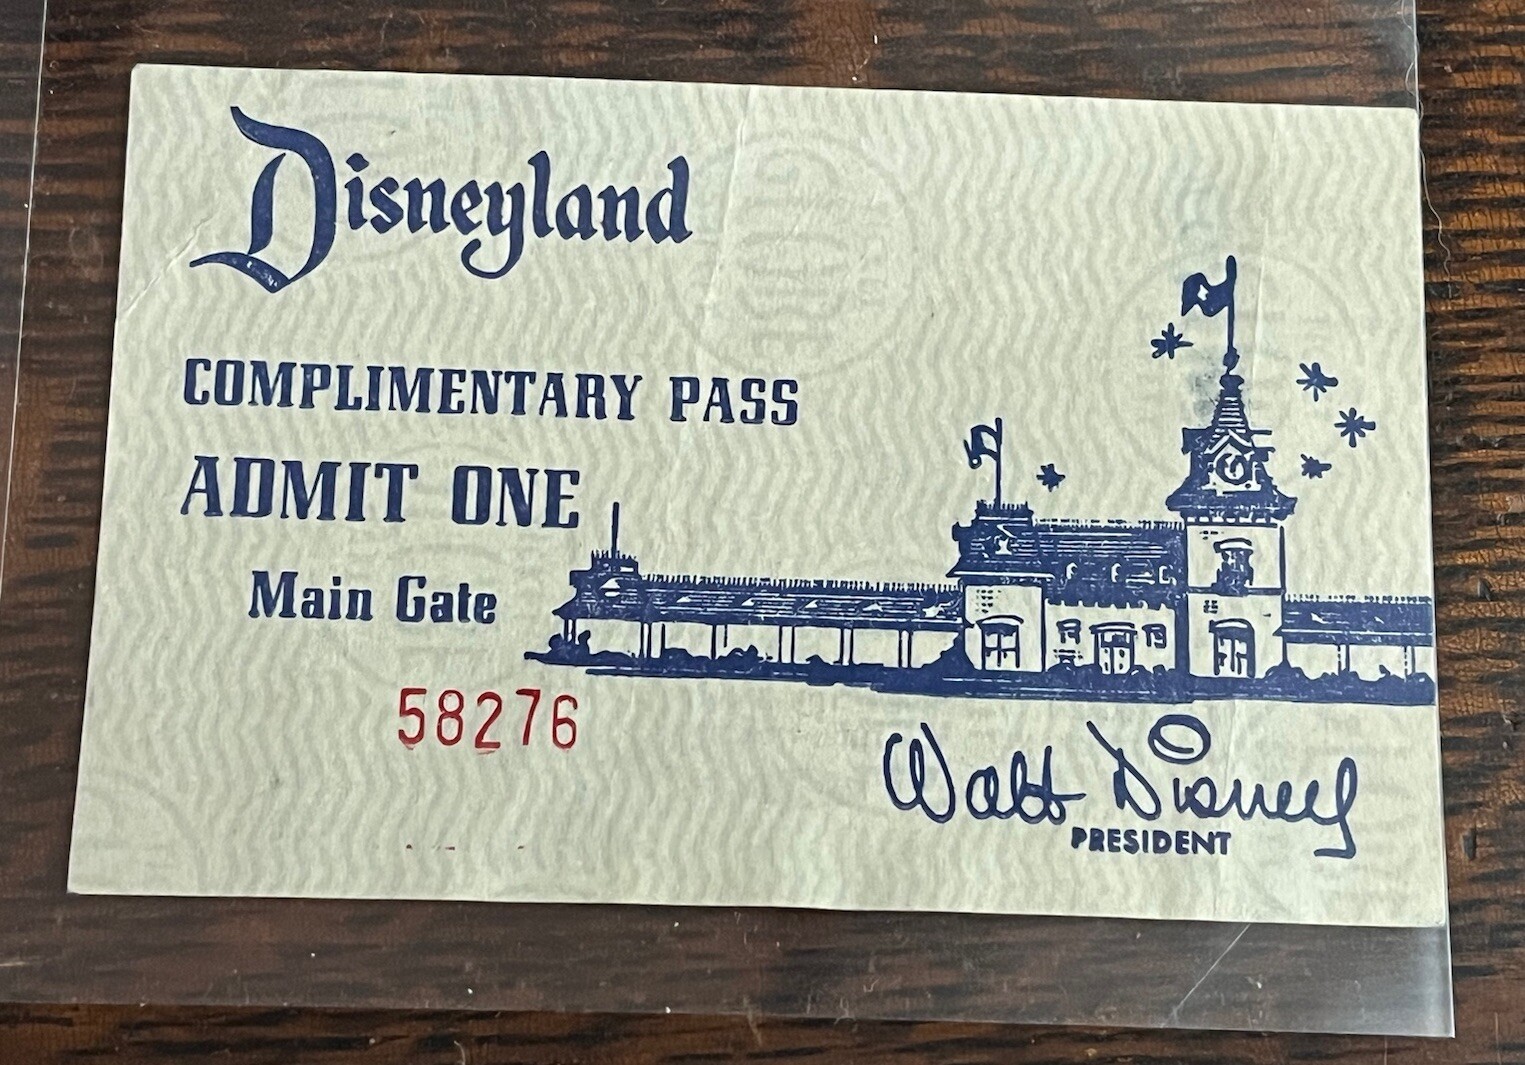 Disneyland
COMPLIMENTARY PASS
ADMIT ONE
Main Gate
58276
Walt Disney
PRESIDENT